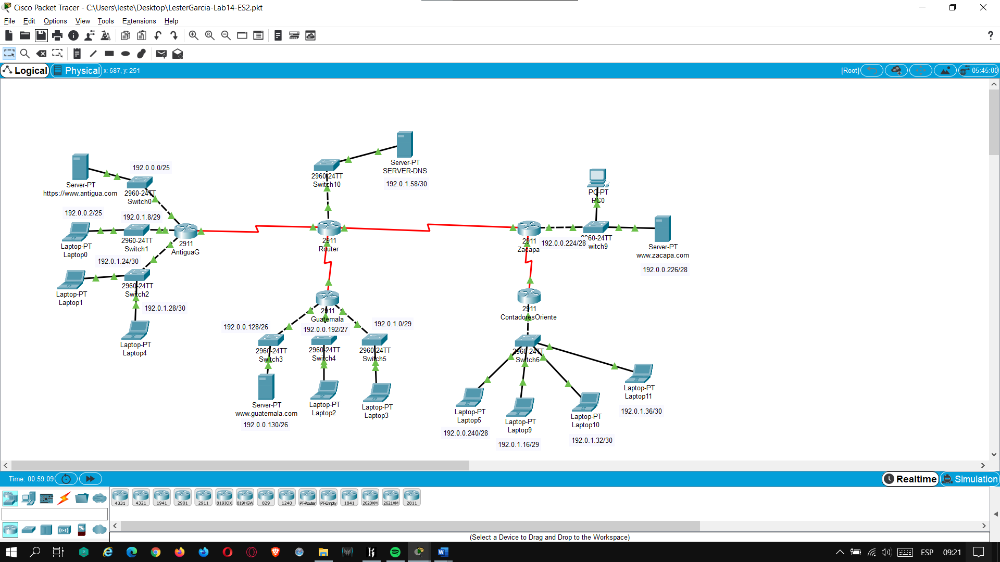 Cisco Packet Tracer - C:\Users\leste\Desktop\LesterGarcia-Lab14-ES2.pkt
File Edit Options View Tools Extensions Help
?
Logical Physical x: 687, y: 251 [Root] 05:45:00
Server-PT
https://www.antigua.com
192.0.0.0/25
2960-24TT
Switch0
192.0.0.2/25
192.0.1.8/29
Laptop-PT
Laptop0
2960-24TT
Switch1
2911
AntiguaG
192.0.1.24/30
Laptop-PT
Laptop1
2960-24TT
Switch2
192.0.1.28/30
Laptop-PT
Laptop4
2960-24TT
Switch10
Server-PT
SERVER-DNS
192.0.1.58/30
2911
Router
2911
Guatemala
192.0.0.128/26
192.0.0.192/27
192.0.1.0/29
2960-24TT
Switch3
2960-24TT
Switch4
2960-24TT
Switch5
Server-PT
www.guatemala.com
192.0.0.130/26
Laptop-PT
Laptop2
Laptop-PT
Laptop3
PC-PT
PC0
2911
Zacapa
192.0.0.224/28
960-24TT
witch9
Server-PT
www.zacapa.com
192.0.0.226/28
2911
ContadoresOriente
2960-24TT
Switch6
Laptop-PT
Laptop5
192.0.0.240/28
Laptop-PT
Laptop9
192.0.1.16/29
Laptop-PT
Laptop10
192.0.1.32/30
Laptop-PT
Laptop11
192.0.1.36/30
Time: 00:59:09 Realtime Simulation
4331 4321 1941 2901 2911 819IOX 819HGW 829 1240 PT-Router PT-Empty 1841 2620XM 2621XM 2811
(Select a Device to Drag and Drop to the Workspace)
ESP 09:21